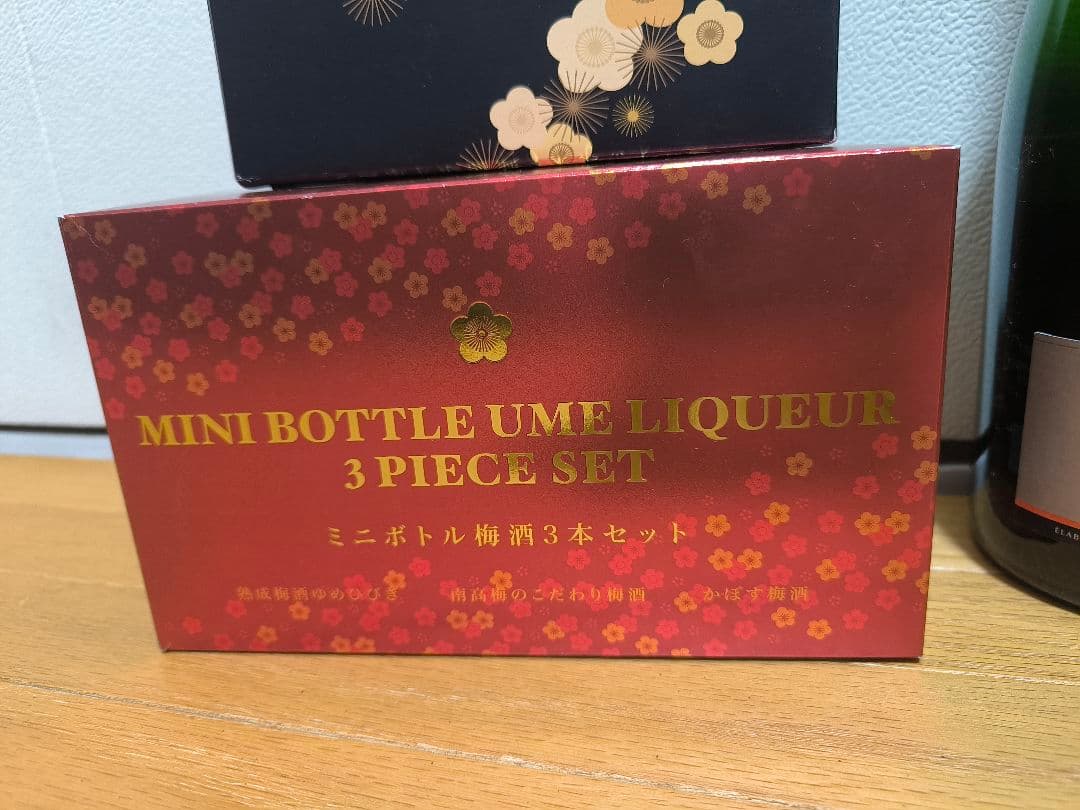 MINI BOTTLE UME LIQUEUR
3 PIECE SET
ミニボトル梅酒3本セット
熟成梅酒ゆめひびき 南高梅のこだわり梅酒 かぼす梅酒
ÉLAB